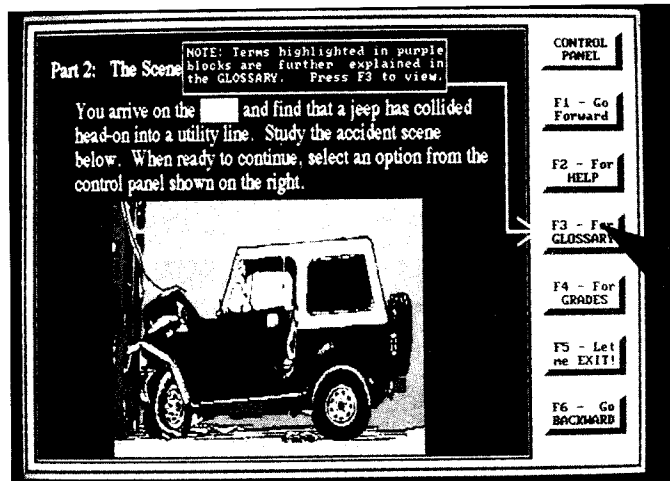 NOTE: Terms highlighted in purple
blocks are further explained in
the GLOSSARY. Press F3 to view.
Part 2: The Scene
You arrive on the and find that a jeep has collided
head-on into a utility line. Study the accident scene
below. When ready to continue, select an option from the
control panel shown on the right.
CONTROL
PANEL
F1 - Go
Forward
F2 - For
HELP
F3 - For
GLOSSARY
F4 - For
GRADES
F5 - Let
me EXIT!
F6 - Go
BACKWARD